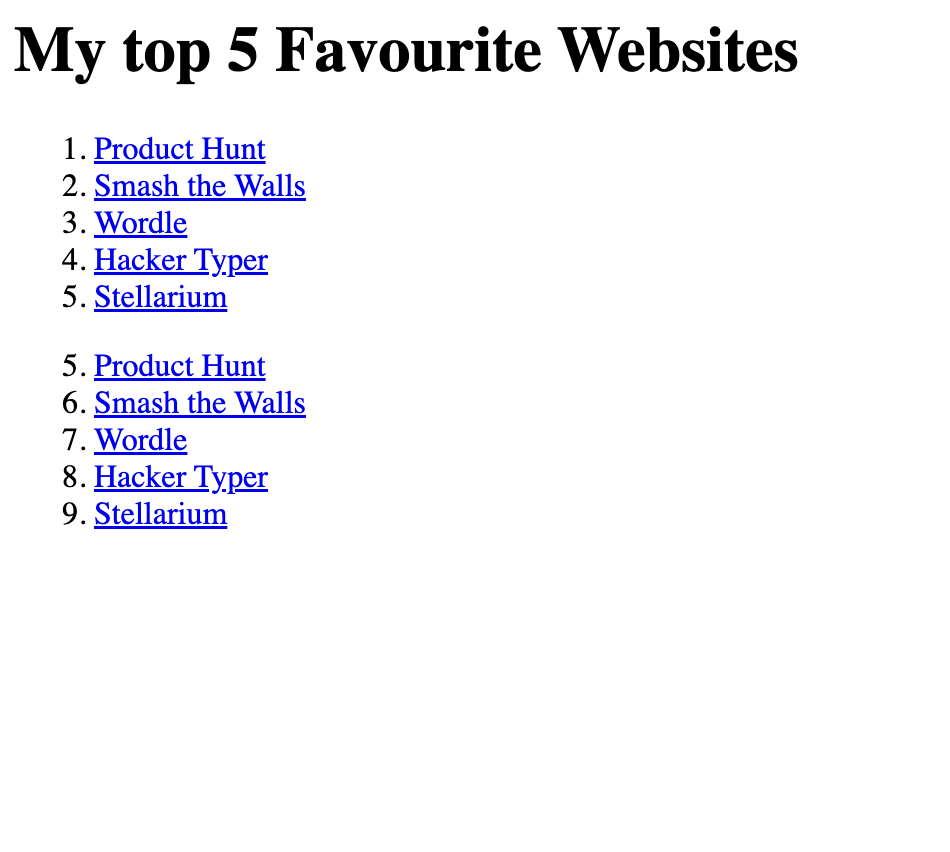 My top 5 Favourite Websites
1. Product Hunt
2. Smash the Walls
3. Wordle
4. Hacker Typer
5. Stellarium
5. Product Hunt
6. Smash the Walls
7. Wordle
8. Hacker Typer
9. Stellarium